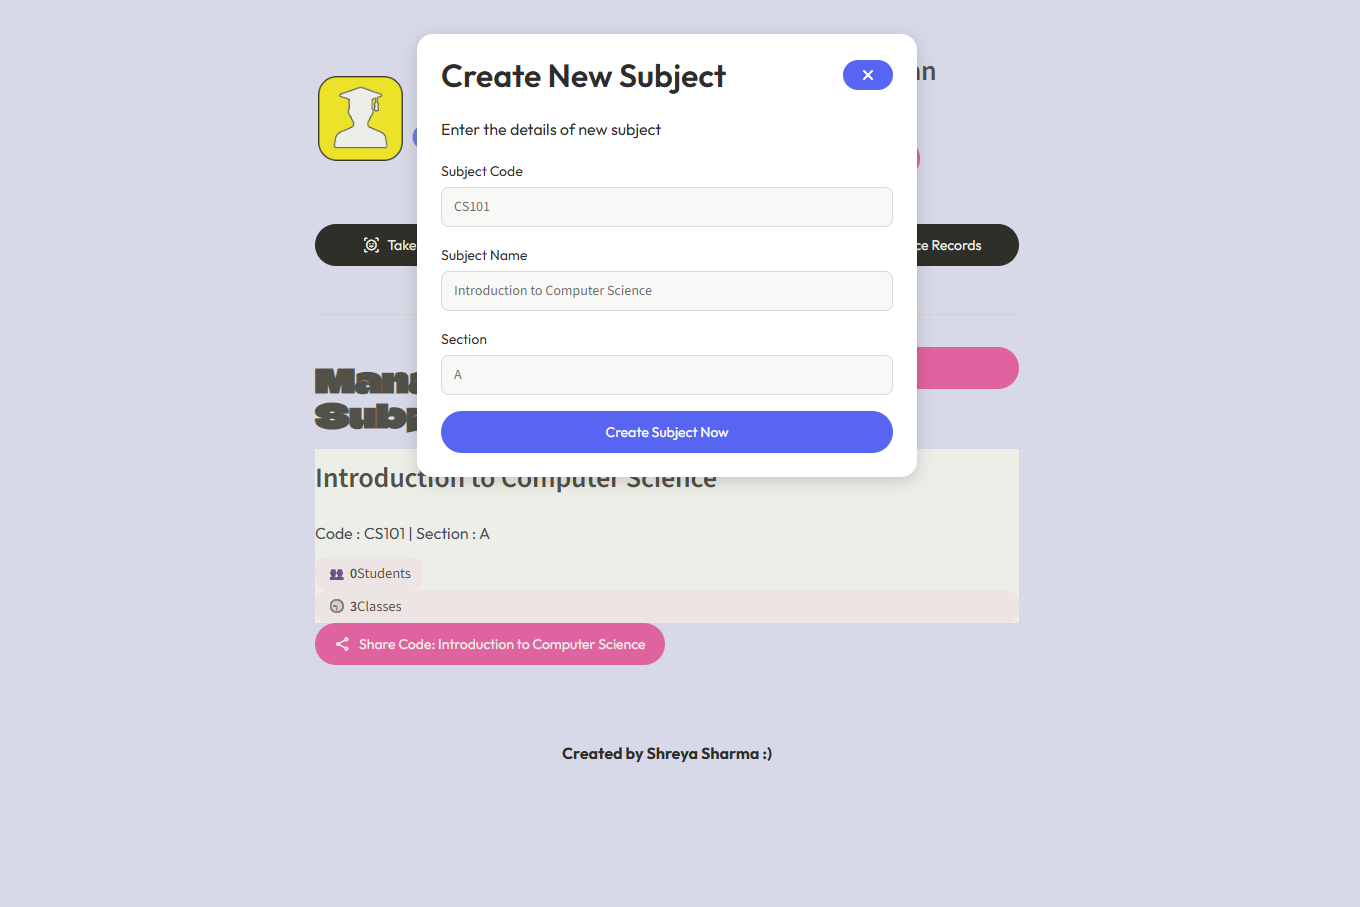 Create New Subject
Enter the details of new subject
Subject Code
CS101
Subject Name
Introduction to Computer Science
Section
A
Create Subject Now
Take
Records
Introduction to Computer Science
Code : CS101 | Section : A
0Students
3Classes
Share Code: Introduction to Computer Science
Created by Shreya Sharma :)